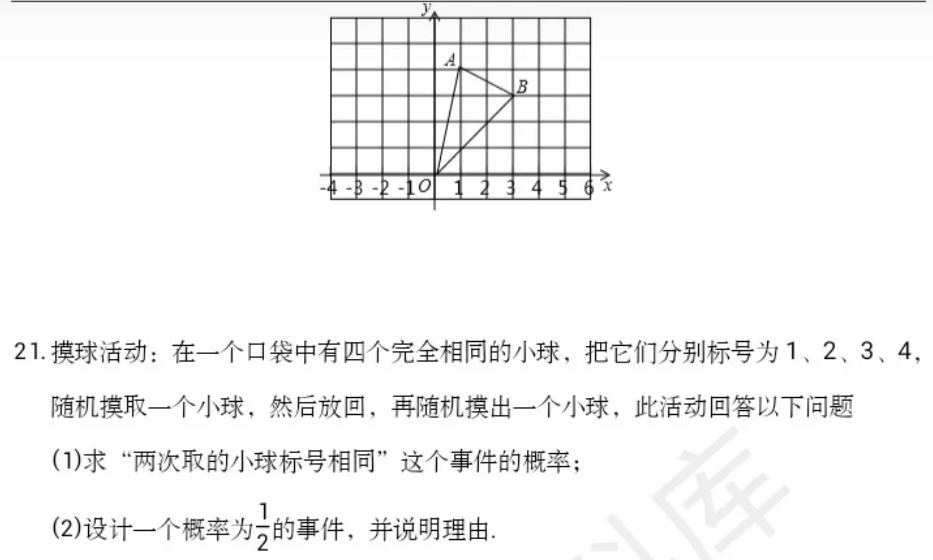 y
A
B
-4 -3 -2 -1 O 1 2 3 4 5 6 x
21. 摸球活动：在一个口袋中有四个完全相同的小球，把它们分别标号为 1、2、3、4，
随机摸取一个小球，然后放回，再随机摸出一个小球，此活动回答以下问题
(1)求“两次取的小球标号相同”这个事件的概率；
(2)设计一个概率为\frac{1}{2}的事件，并说明理由.
库